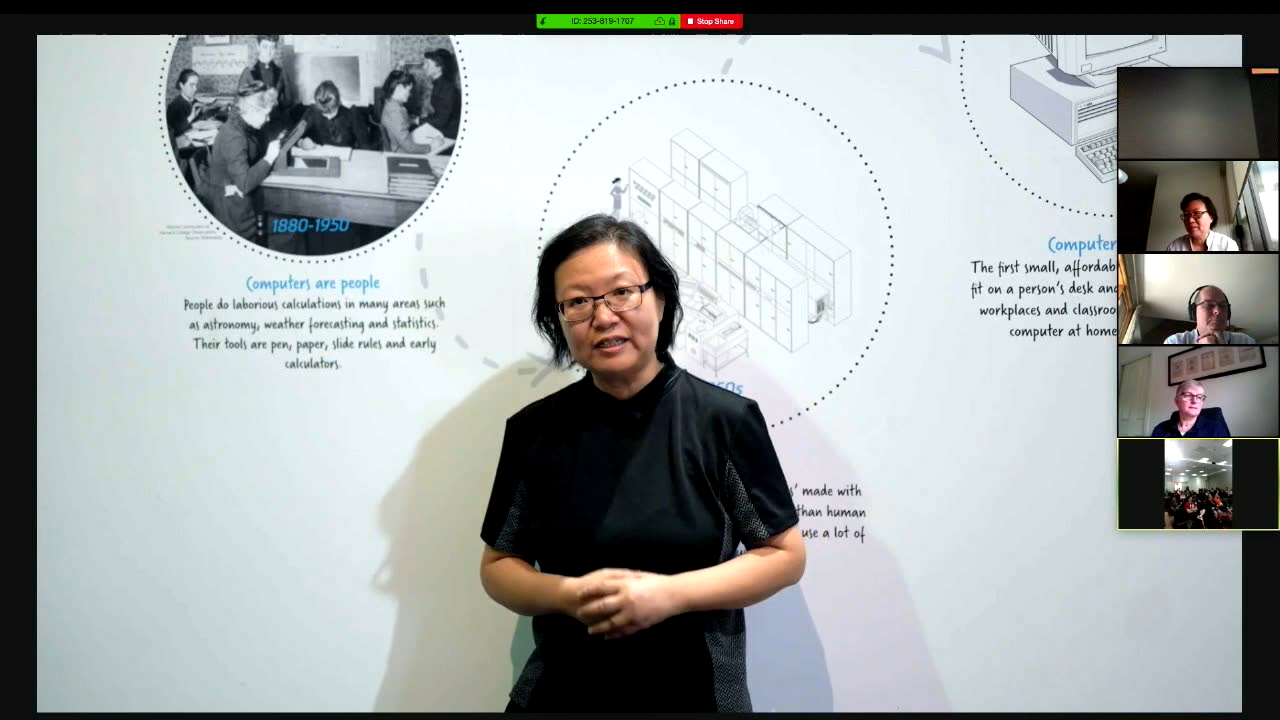 ID: 253-819-1707
Stop Share
1880-1950
Computers are people
People do laborious calculations in many areas such
as astronomy, weather forecasting and statistics.
Their tools are pen, paper, slide rules and early
calculators.
50s
made with
than human
use a lot of
Computer
The first small, affordab
fit on a person's desk and
workplaces and classroo
computer at home